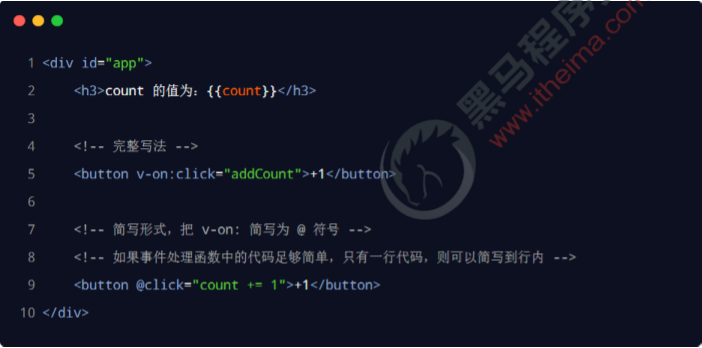 1 <div id="app">
2 <h3>count 的值为：{{count}}</h3>
3
4 <!-- 完整写法 -->
5 <button v-on:click="addCount">+1</button>
6
7 <!-- 简写形式，把 v-on: 简写为 @ 符号 -->
8 <!-- 如果事件处理函数中的代码足够简单，只有一行代码，则可以简写到行内 -->
9 <button @click="count += 1">+1</button>
10 </div>
黑马程序
www.itheima.com